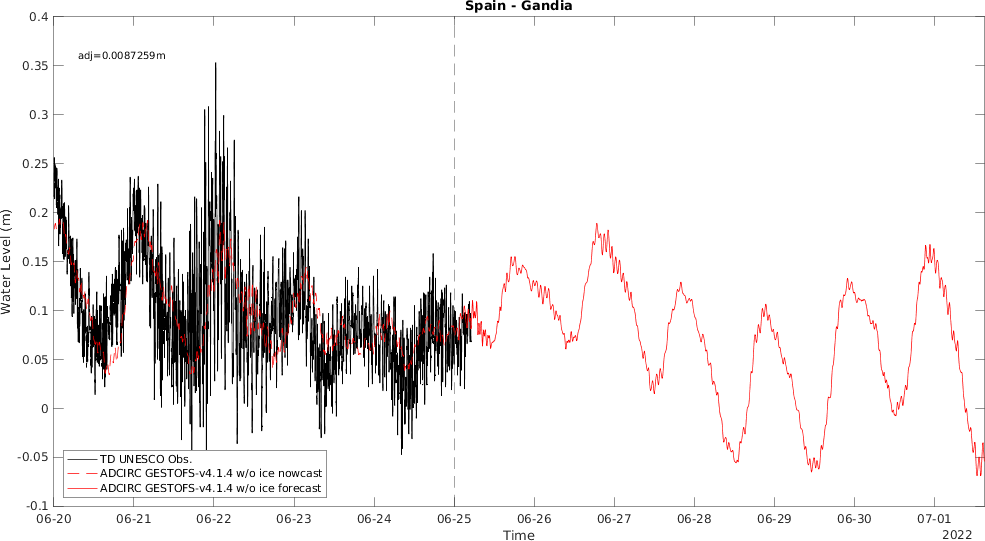 Spain - Gandia
adj=0.0087259m
Water Level (m)
0.4
0.35
0.3
0.25
0.2
0.15
0.1
0.05
0
-0.05
-0.1
TD UNESCO Obs.
ADCIRC GESTOFS-v4.1.4 w/o ice nowcast
ADCIRC GESTOFS-v4.1.4 w/o ice forecast
06-20 06-21 06-22 06-23 06-24 06-25 06-26 06-27 06-28 06-29 06-30 07-01
Time
2022